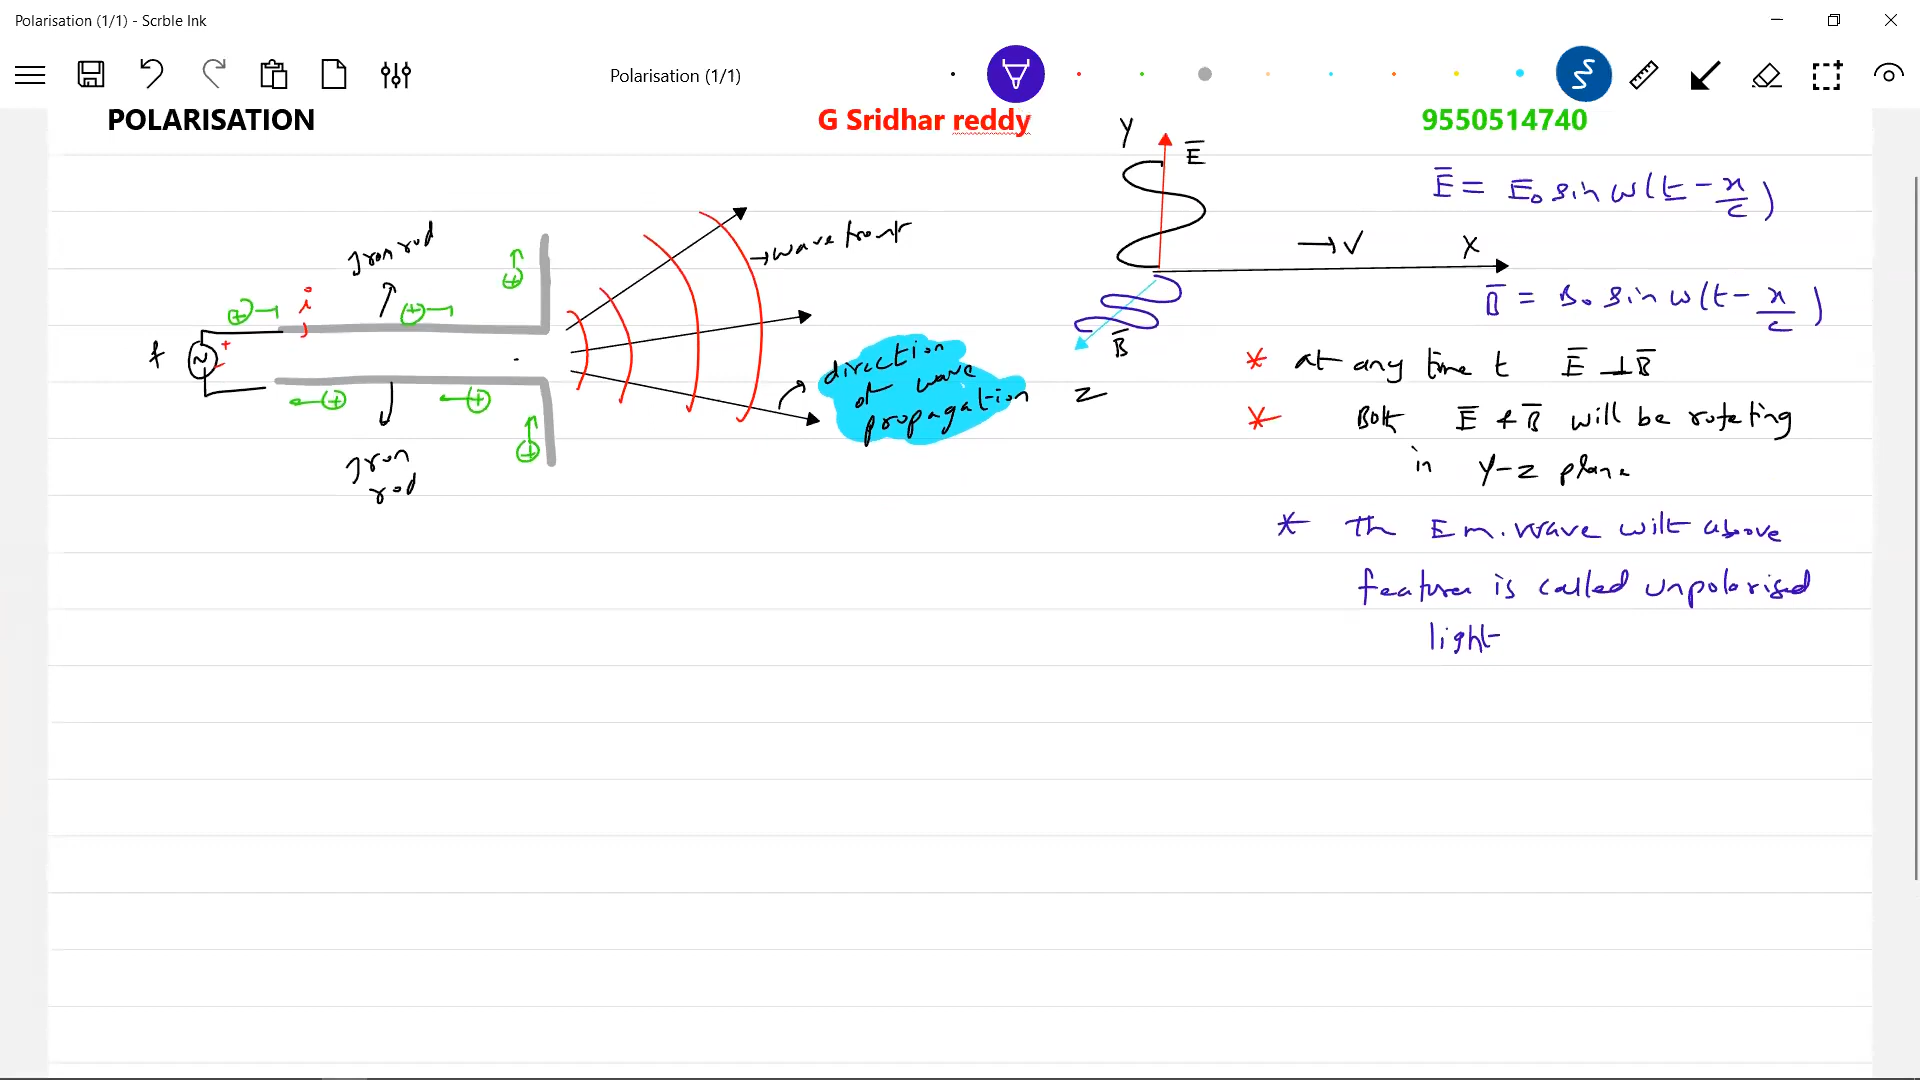 Polarisation (1/1) - Scrble Ink
Polarisation (1/1)
POLARISATION
G Sridhar reddy
9550514740
Y
E̅
E̅ = E₀ sin ω(t - x/c)
→ wave front
Iron rod
→ V
X
i
f
+
-
B̅ = B₀ sin ω(t - x/c)
B̅
Z
direction
of wave
propagation
* at any time t E̅ ⊥ B̅
* Both E̅ & B̅ will be rotating
in Y-Z plane
Iron
rod
* Th Em. wave with above
features is called unpolarised
light